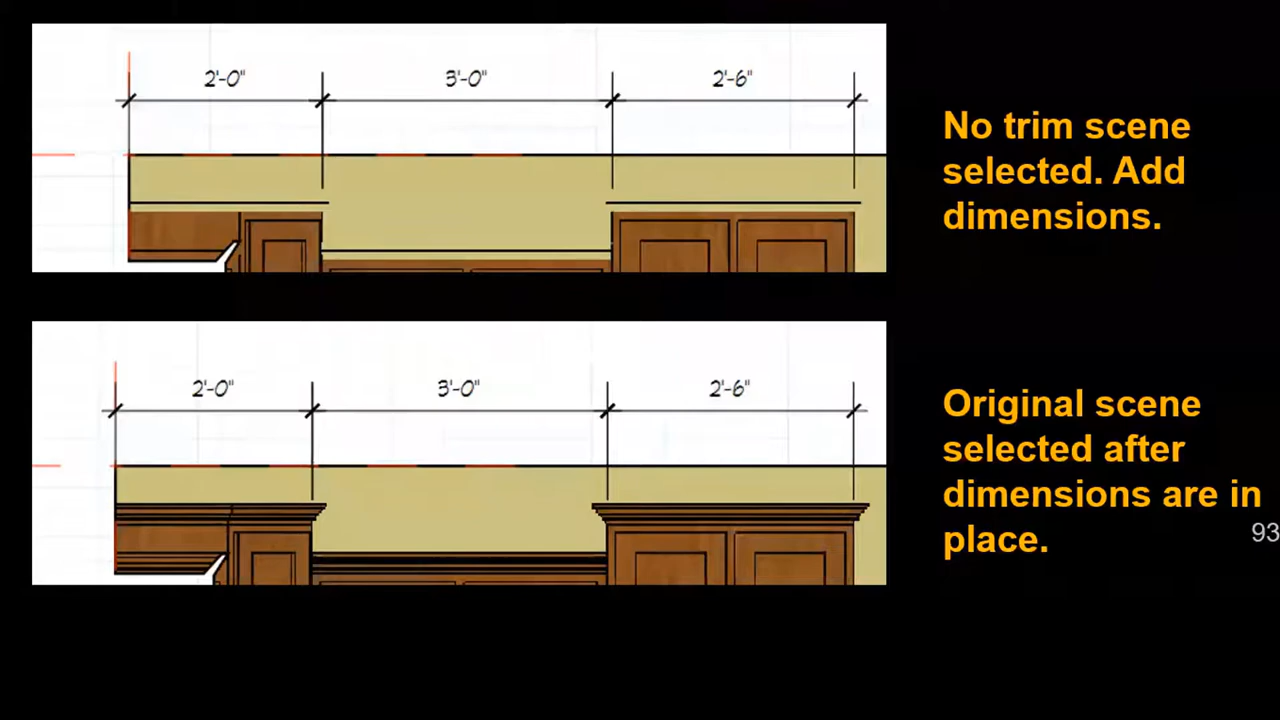 2'-0" 3'-0" 2'-6"
No trim scene
selected. Add
dimensions.
2'-0" 3'-0" 2'-6"
Original scene
selected after
dimensions are in
place.
93